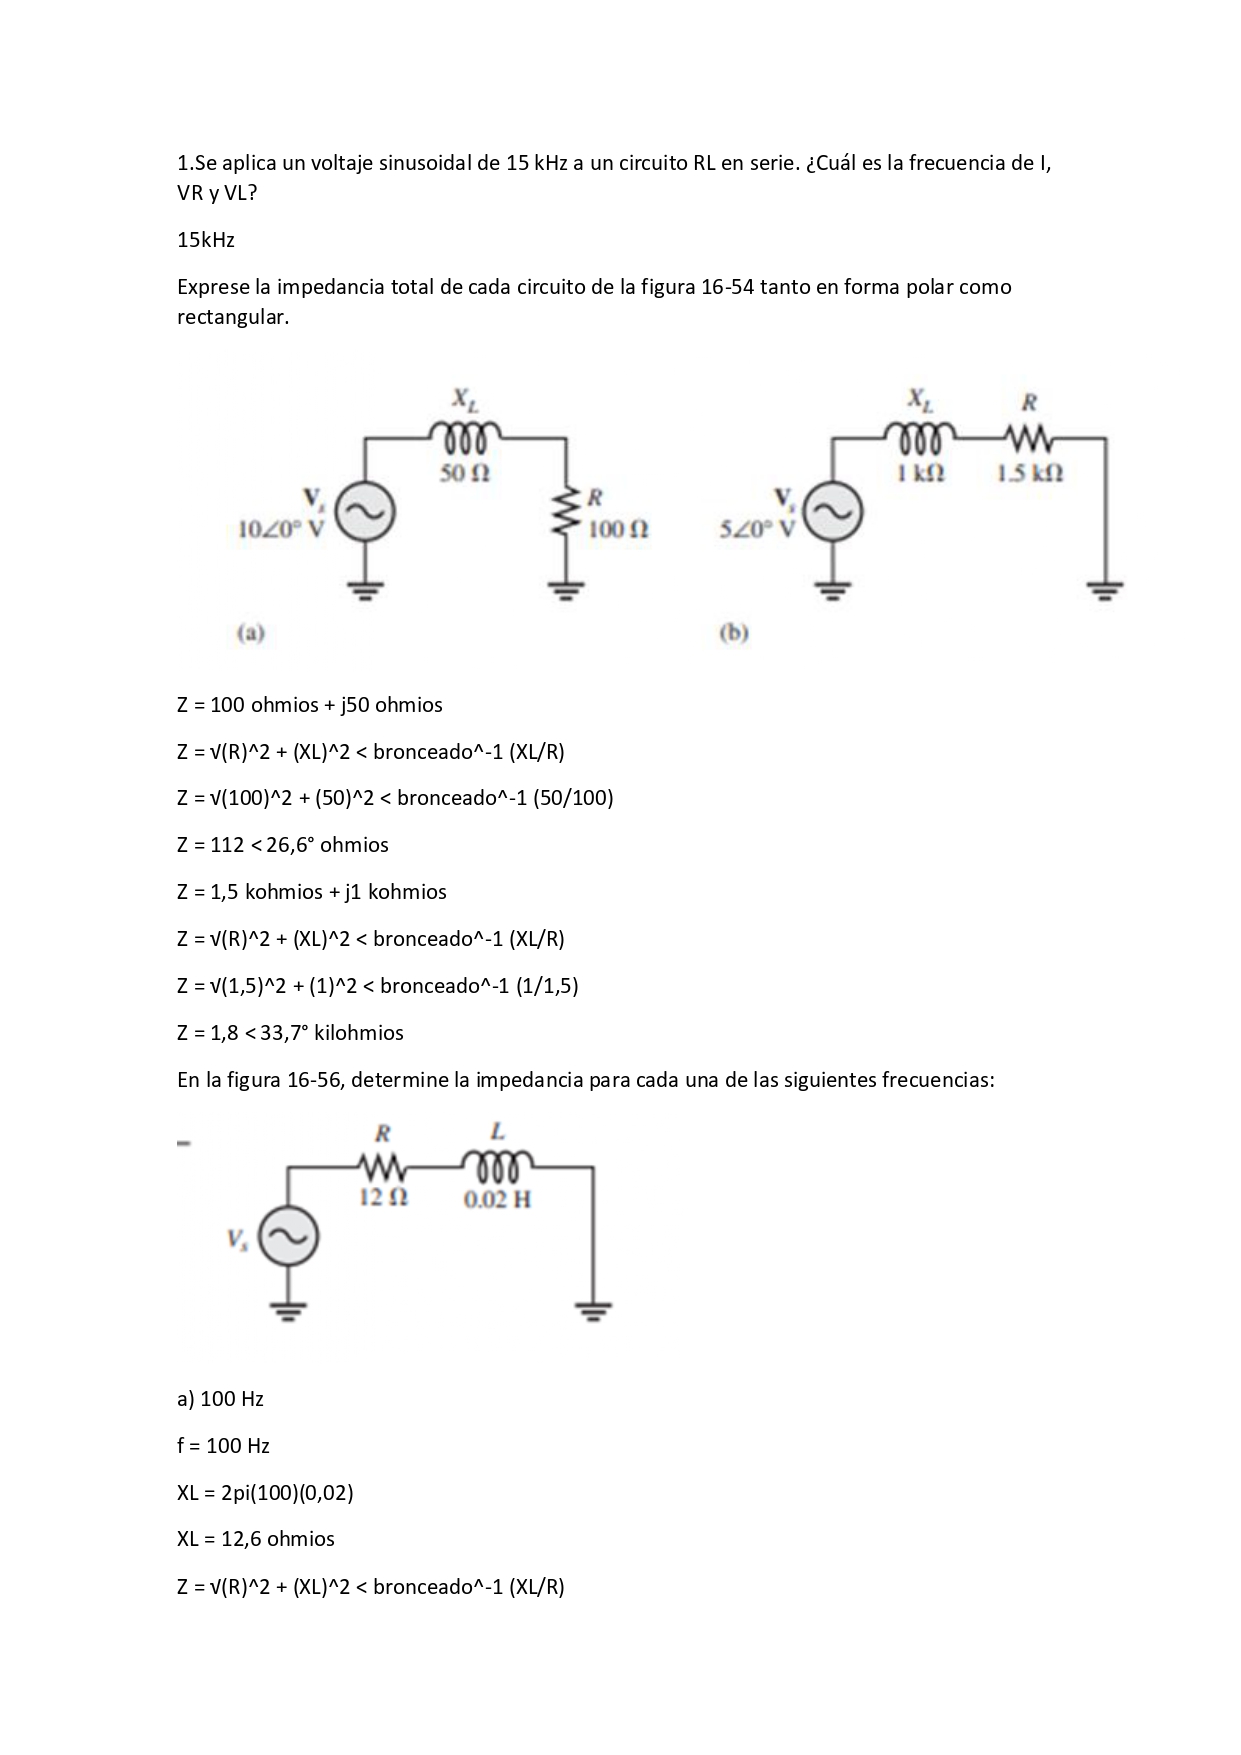 1.Se aplica un voltaje sinusoidal de 15 kHz a un circuito RL en serie. ¿Cuál es la frecuencia de I,
VR y VL?
15kHz
Exprese la impedancia total de cada circuito de la figura 16-54 tanto en forma polar como
rectangular.
X_L
50 Ω
V_s
10∠0° V
R
100 Ω
(a)
X_L
R
1 kΩ
1.5 kΩ
V_s
5∠0° V
(b)
Z = 100 ohmios + j50 ohmios
Z = √(R)^2 + (XL)^2 < bronceado^-1 (XL/R)
Z = √(100)^2 + (50)^2 < bronceado^-1 (50/100)
Z = 112 < 26,6° ohmios
Z = 1,5 kohmios + j1 kohmios
Z = √(R)^2 + (XL)^2 < bronceado^-1 (XL/R)
Z = √(1,5)^2 + (1)^2 < bronceado^-1 (1/1,5)
Z = 1,8 < 33,7° kilohmios
En la figura 16-56, determine la impedancia para cada una de las siguientes frecuencias:
R
L
12 Ω
0.02 H
V_s
a) 100 Hz
f = 100 Hz
XL = 2pi(100)(0,02)
XL = 12,6 ohmios
Z = √(R)^2 + (XL)^2 < bronceado^-1 (XL/R)